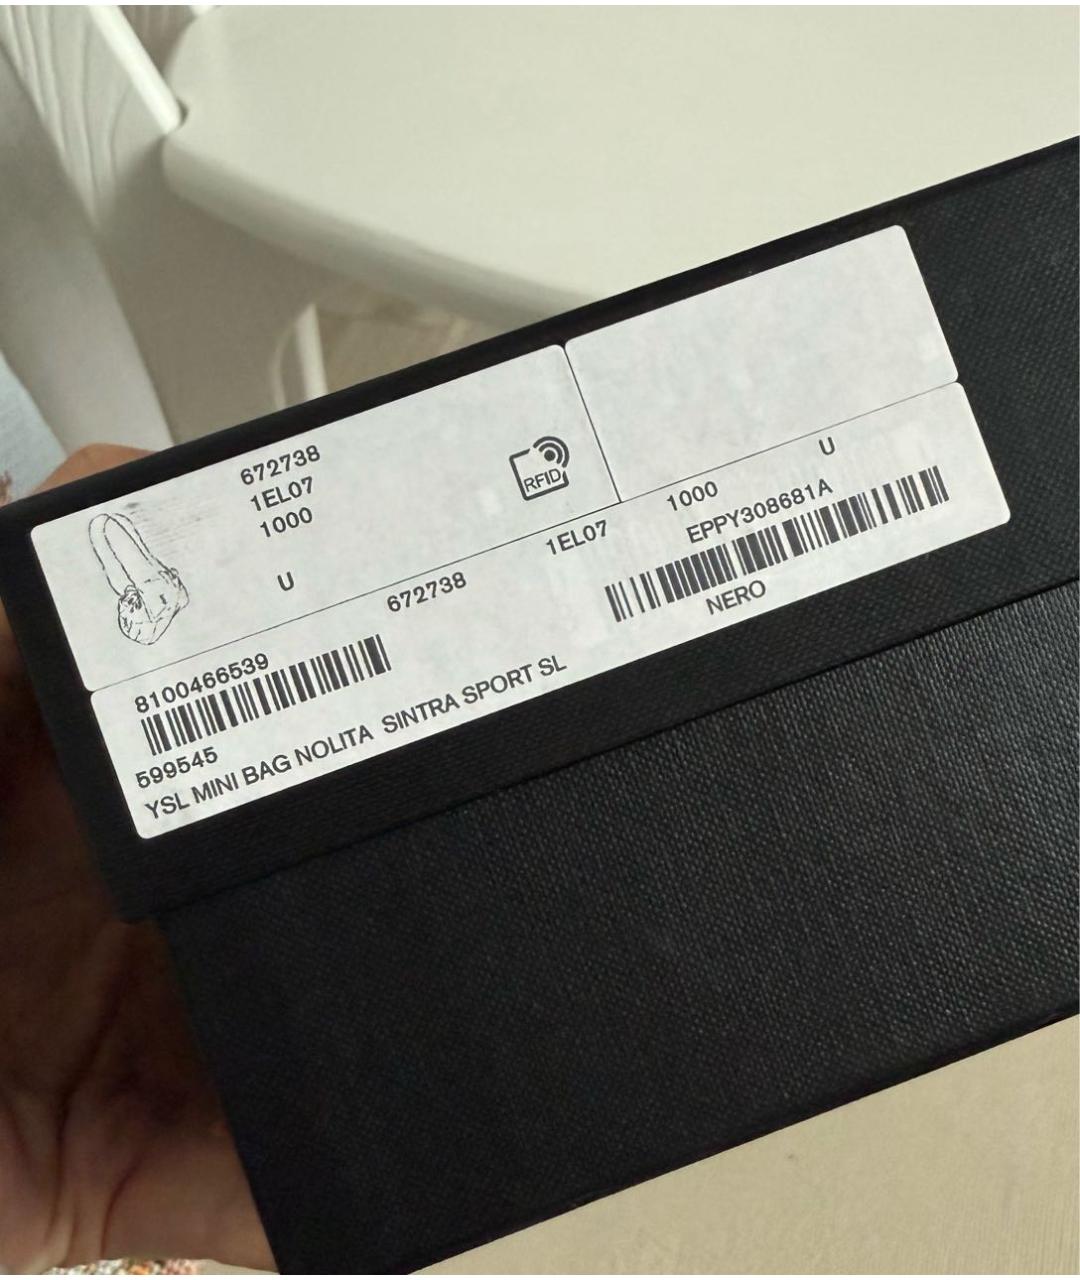 672738
1EL07
1000
U
RFID
672738 1EL07 1000 U
8100466539 EPPY308681A
599545 NERO
YSL MINI BAG NOLITA SINTRA SPORT SL